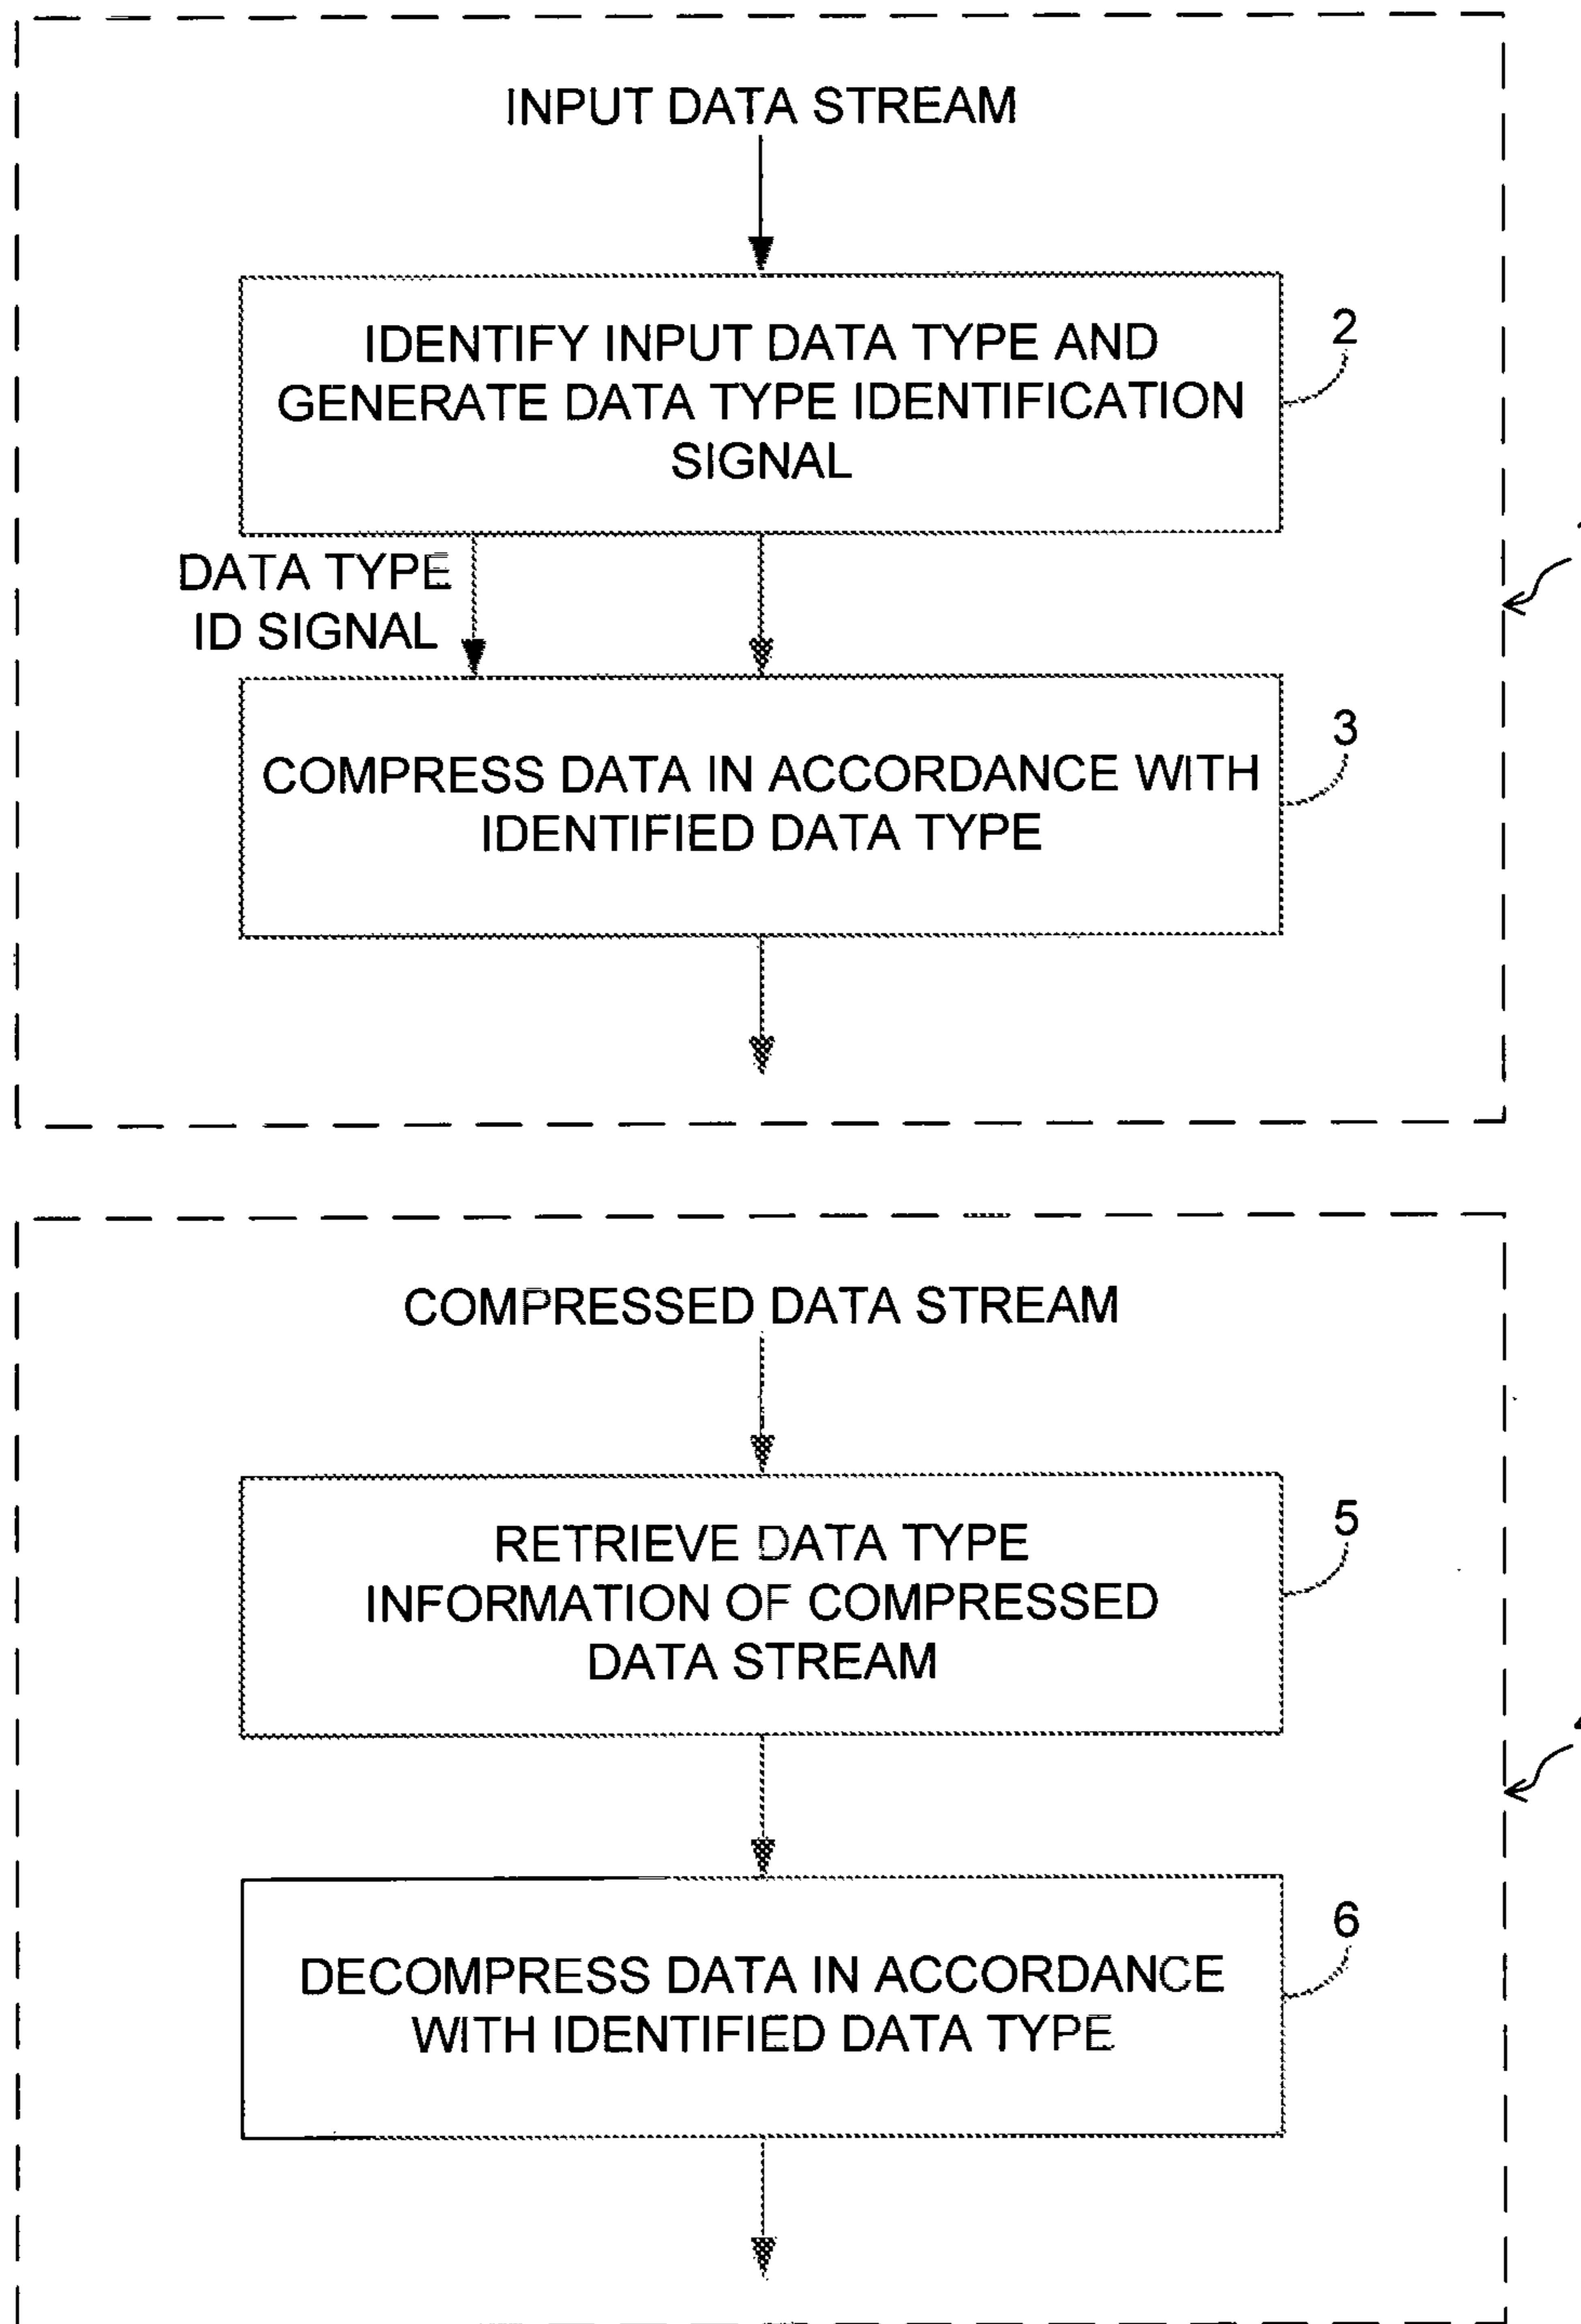 INPUT DATA STREAM
IDENTIFY INPUT DATA TYPE AND
GENERATE DATA TYPE IDENTIFICATION
SIGNAL
2
DATA TYPE
ID SIGNAL
COMPRESS DATA IN ACCORDANCE WITH
IDENTIFIED DATA TYPE
3
COMPRESSED DATA STREAM
RETRIEVE DATA TYPE
INFORMATION OF COMPRESSED
DATA STREAM
5
DECOMPRESS DATA IN ACCORDANCE
WITH IDENTIFIED DATA TYPE
6